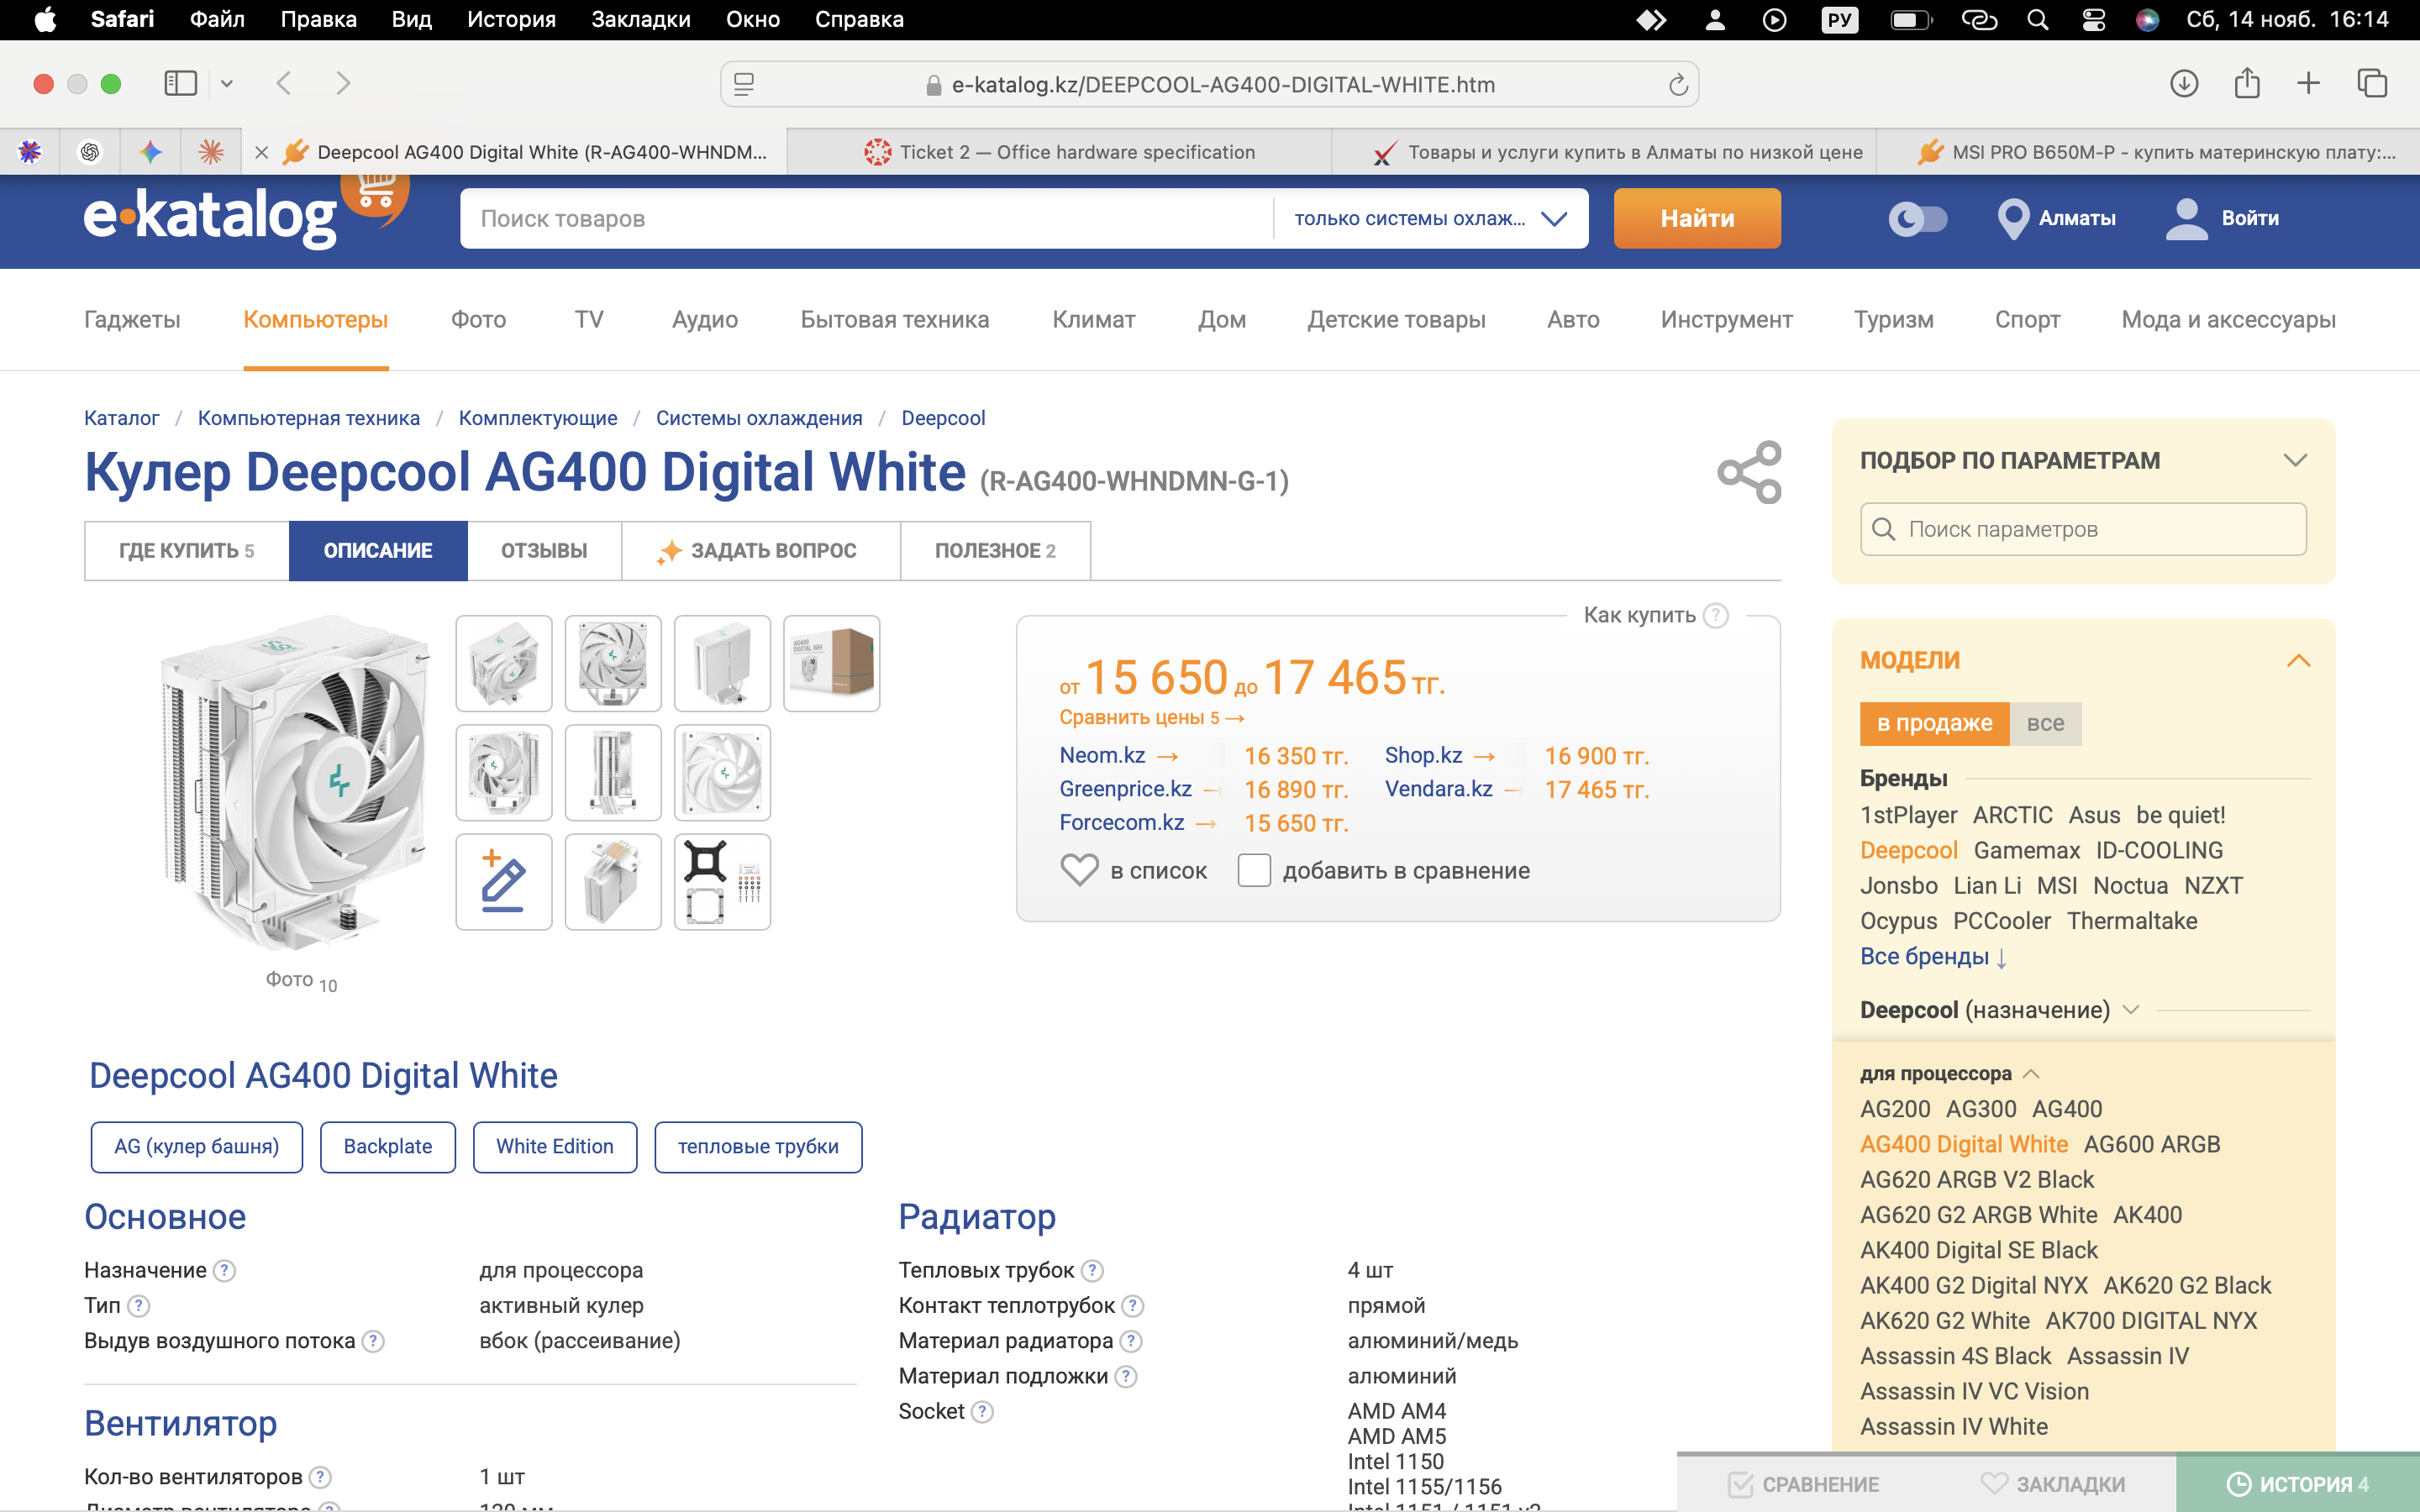 Safari Файл Правка Вид История Закладки Окно Справка РУ Сб, 14 нояб. 16:14
e-katalog.kz/DEEPCOOL-AG400-DIGITAL-WHITE.htm
Deepcool AG400 Digital White (R-AG400-WHNDM... Ticket 2 — Office hardware specification Товары и услуги купить в Алматы по низкой цене MSI PRO B650M-P - купить материнскую плату:...
e·katalog Поиск товаров только системы охлаж... Найти Алматы Войти
Гаджеты Компьютеры Фото TV Аудио Бытовая техника Климат Дом Детские товары Авто Инструмент Туризм Спорт Мода и аксессуары
Каталог / Компьютерная техника / Комплектующие / Системы охлаждения / Deepcool
Кулер Deepcool AG400 Digital White (R-AG400-WHNDMN-G-1)
ГДЕ КУПИТЬ 5 ОПИСАНИЕ ОТЗЫВЫ ЗАДАТЬ ВОПРОС ПОЛЕЗНОЕ 2
Как купить ?
от 15 650 до 17 465 тг.
Сравнить цены 5 →
Neom.kz → 16 350 тг. Shop.kz → 16 900 тг.
Greenprice.kz → 16 890 тг. Vendara.kz → 17 465 тг.
Forcecom.kz → 15 650 тг.
в список добавить в сравнение
AG400
DIGITAL WH
Фото 10
Deepcool AG400 Digital White
AG (кулер башня) Backplate White Edition тепловые трубки
Основное
Назначение ? для процессора
Тип ? активный кулер
Выдув воздушного потока ? вбок (рассеивание)
Вентилятор
Кол-во вентиляторов ? 1 шт
Диаметр вентилятора ? 120 мм
Радиатор
Тепловых трубок ? 4 шт
Контакт теплотрубок ? прямой
Материал радиатора ? алюминий/медь
Материал подложки ? алюминий
Socket ? AMD AM4
AMD AM5
Intel 1150
Intel 1155/1156
Intel 1151 / 1151 v2
ПОДБОР ПО ПАРАМЕТРАМ
Поиск параметров
МОДЕЛИ
в продаже все
Бренды
1stPlayer ARCTIC Asus be quiet!
Deepcool Gamemax ID-COOLING
Jonsbo Lian Li MSI Noctua NZXT
Ocypus PCCooler Thermaltake
Все бренды ↓
Deepcool (назначение)
для процессора
AG200 AG300 AG400
AG400 Digital White AG600 ARGB
AG620 ARGB V2 Black
AG620 G2 ARGB White AK400
AK400 Digital SE Black
AK400 G2 Digital NYX AK620 G2 Black
AK620 G2 White AK700 DIGITAL NYX
Assassin 4S Black Assassin IV
Assassin IV VC Vision
Assassin IV White
СРАВНЕНИЕ ЗАКЛАДКИ ИСТОРИЯ 4